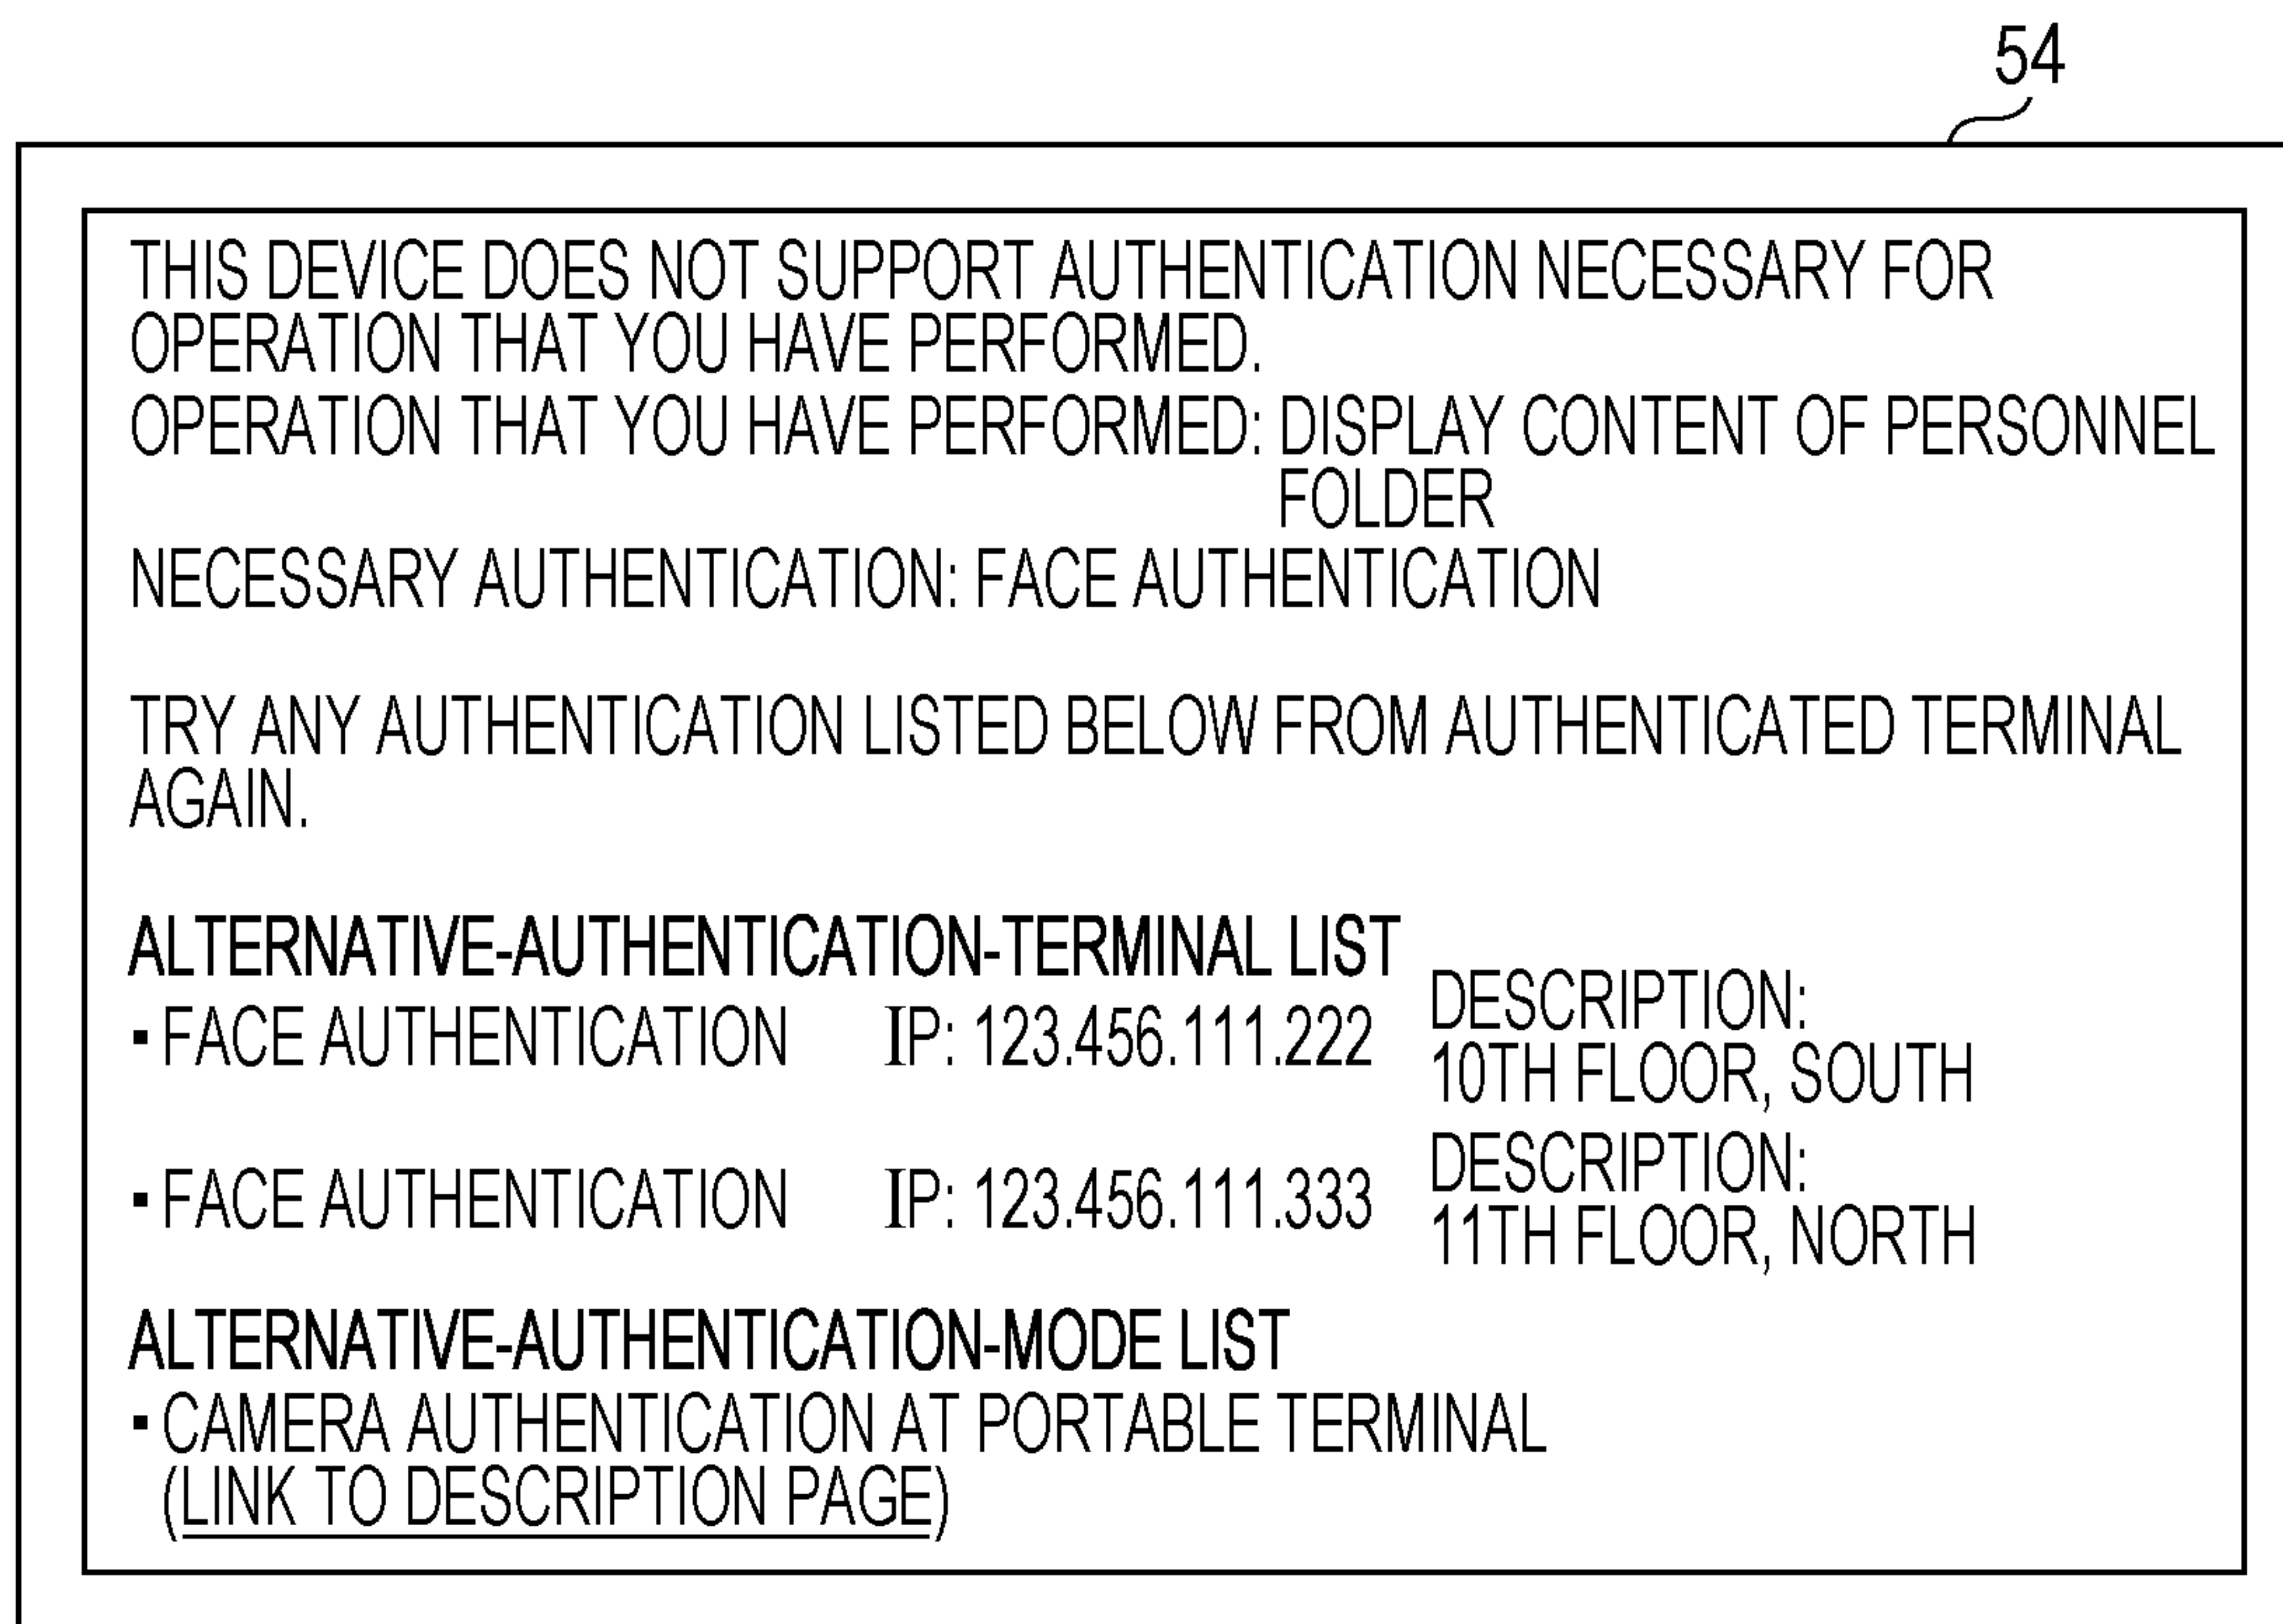 54
THIS DEVICE DOES NOT SUPPORT AUTHENTICATION NECESSARY FOR
OPERATION THAT YOU HAVE PERFORMED.
OPERATION THAT YOU HAVE PERFORMED: DISPLAY CONTENT OF PERSONNEL
FOLDER
NECESSARY AUTHENTICATION: FACE AUTHENTICATION
TRY ANY AUTHENTICATION LISTED BELOW FROM AUTHENTICATED TERMINAL
AGAIN.
ALTERNATIVE-AUTHENTICATION-TERMINAL LIST
▪ FACE AUTHENTICATION IP: 123.456.111.222 DESCRIPTION:
10TH FLOOR, SOUTH
▪ FACE AUTHENTICATION IP: 123.456.111.333 DESCRIPTION:
11TH FLOOR, NORTH
ALTERNATIVE-AUTHENTICATION-MODE LIST
▪ CAMERA AUTHENTICATION AT PORTABLE TERMINAL
(LINK TO DESCRIPTION PAGE)